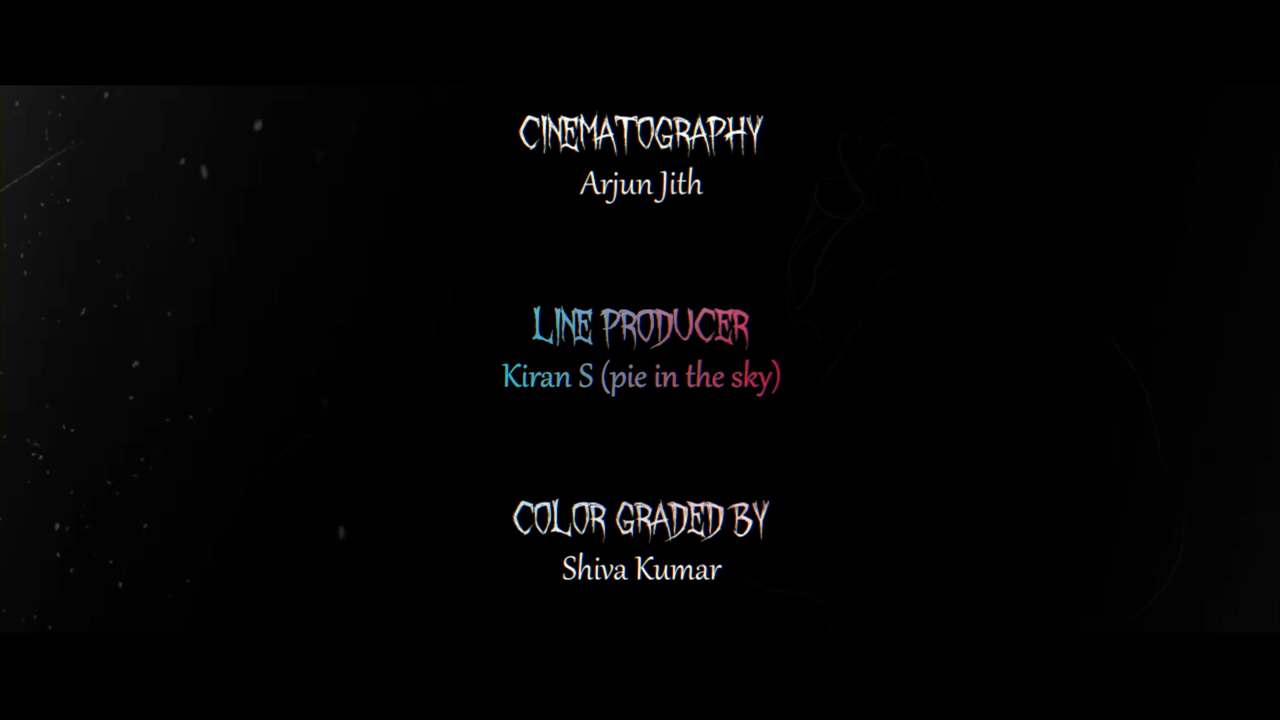 CINEMATOGRAPHY
Arjun Jith
LINE PRODUCER
Kiran S (pie in the sky)
COLOR GRADED BY
Shiva Kumar